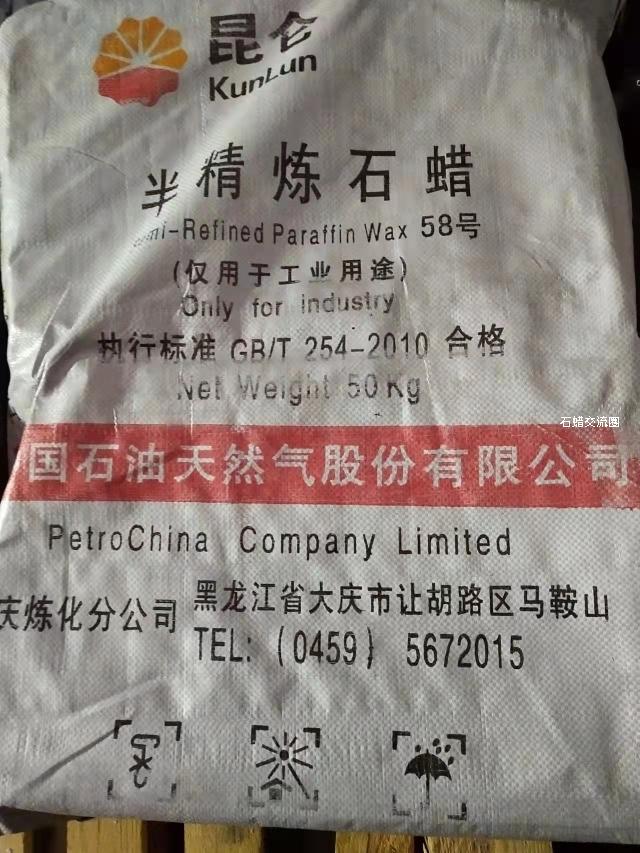 昆仑
KunLun
半精炼石蜡
-Refined Paraffin Wax 58号
(仅用于工业用途)
Only for industry
执行标准 GB/T 254-2010 合格
Net Weight 50Kg
石蜡交流圈
国石油天然气股份有限公司
PetroChina Company Limited
庆炼化分公司
黑龙江省大庆市让胡路区马鞍山
TEL: (0459) 5672015